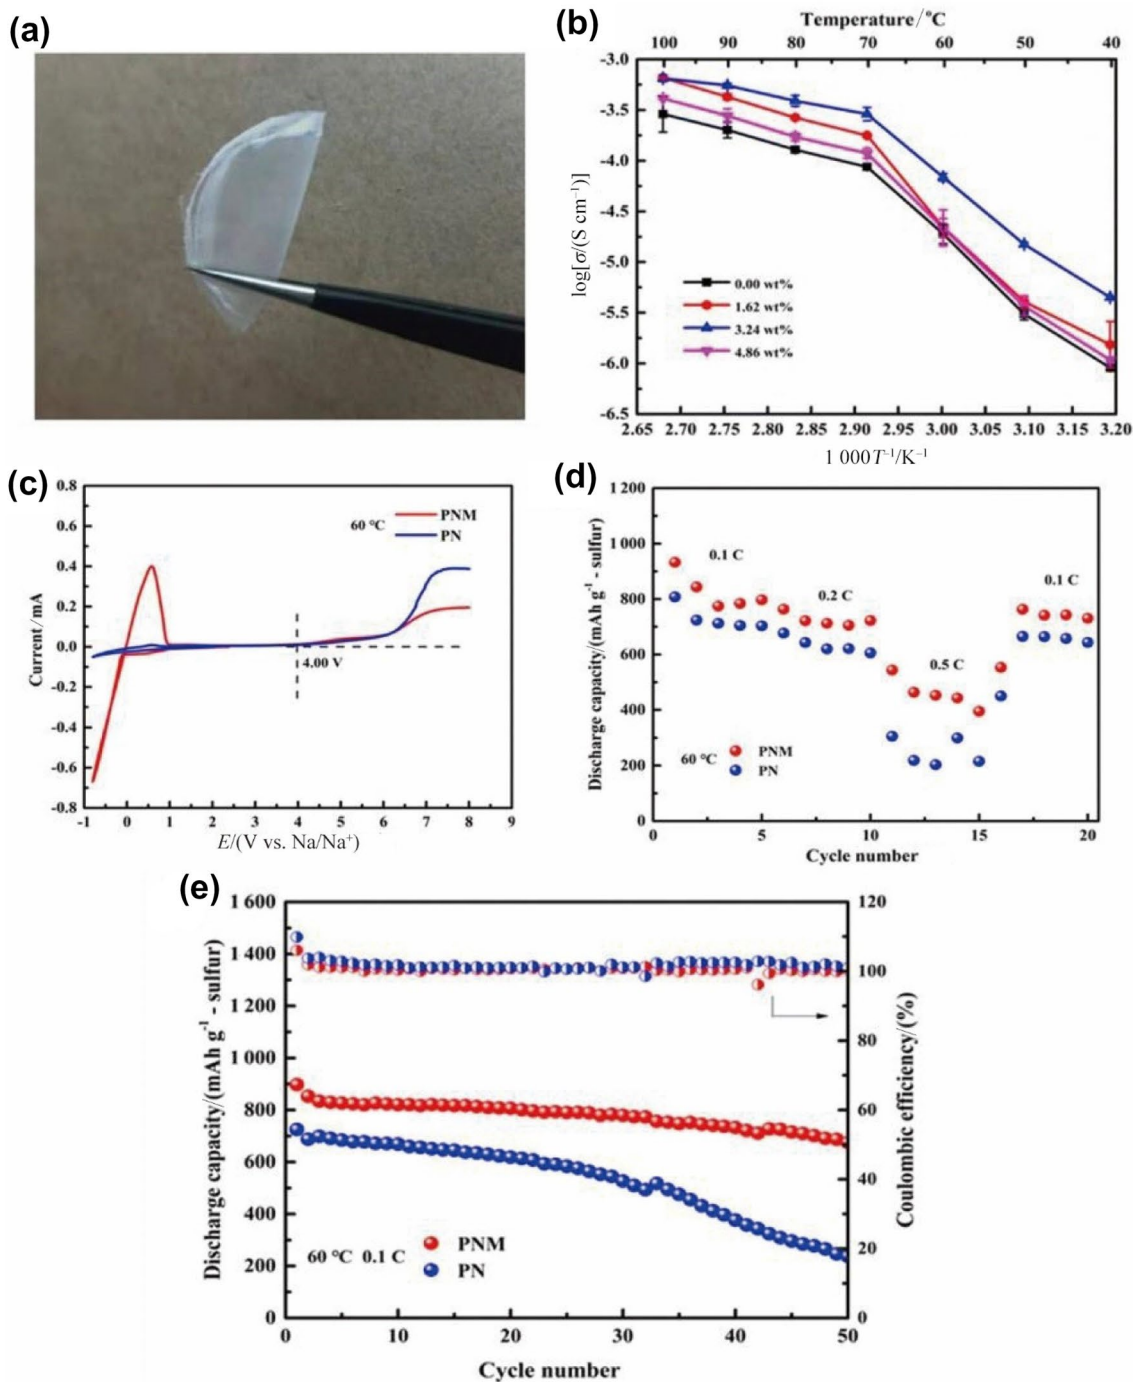 (a)
(b)
Temperature/°C
100 90 80 70 60 50 40
-3.0
-3.5
-4.0
-4.5
-5.0
-5.5
-6.0
-6.5
log[σ/(S cm⁻¹)]
0.00 wt%
1.62 wt%
3.24 wt%
4.86 wt%
2.65 2.70 2.75 2.80 2.85 2.90 2.95 3.00 3.05 3.10 3.15 3.20
1 000T⁻¹/K⁻¹
(c)
0.8
0.6
0.4
0.2
0.0
-0.2
-0.4
-0.6
-0.8
Current/mA
60 °C
PNM
PN
4.00 V
-1 0 1 2 3 4 5 6 7 8 9
E/(V vs. Na/Na⁺)
(d)
1 200
1 000
800
600
400
200
0
Discharge capacity/(mAh g⁻¹ - sulfur)
0.1 C
0.2 C
0.5 C
0.1 C
60 °C
PNM
PN
0 5 10 15 20
Cycle number
(e)
1 600
1 400
1 200
1 000
800
600
400
200
0
Discharge capacity/(mAh g⁻¹ - sulfur)
120
100
80
60
40
20
0
Coulombic efficiency/(%)
60 °C 0.1 C
PNM
PN
0 10 20 30 40 50
Cycle number